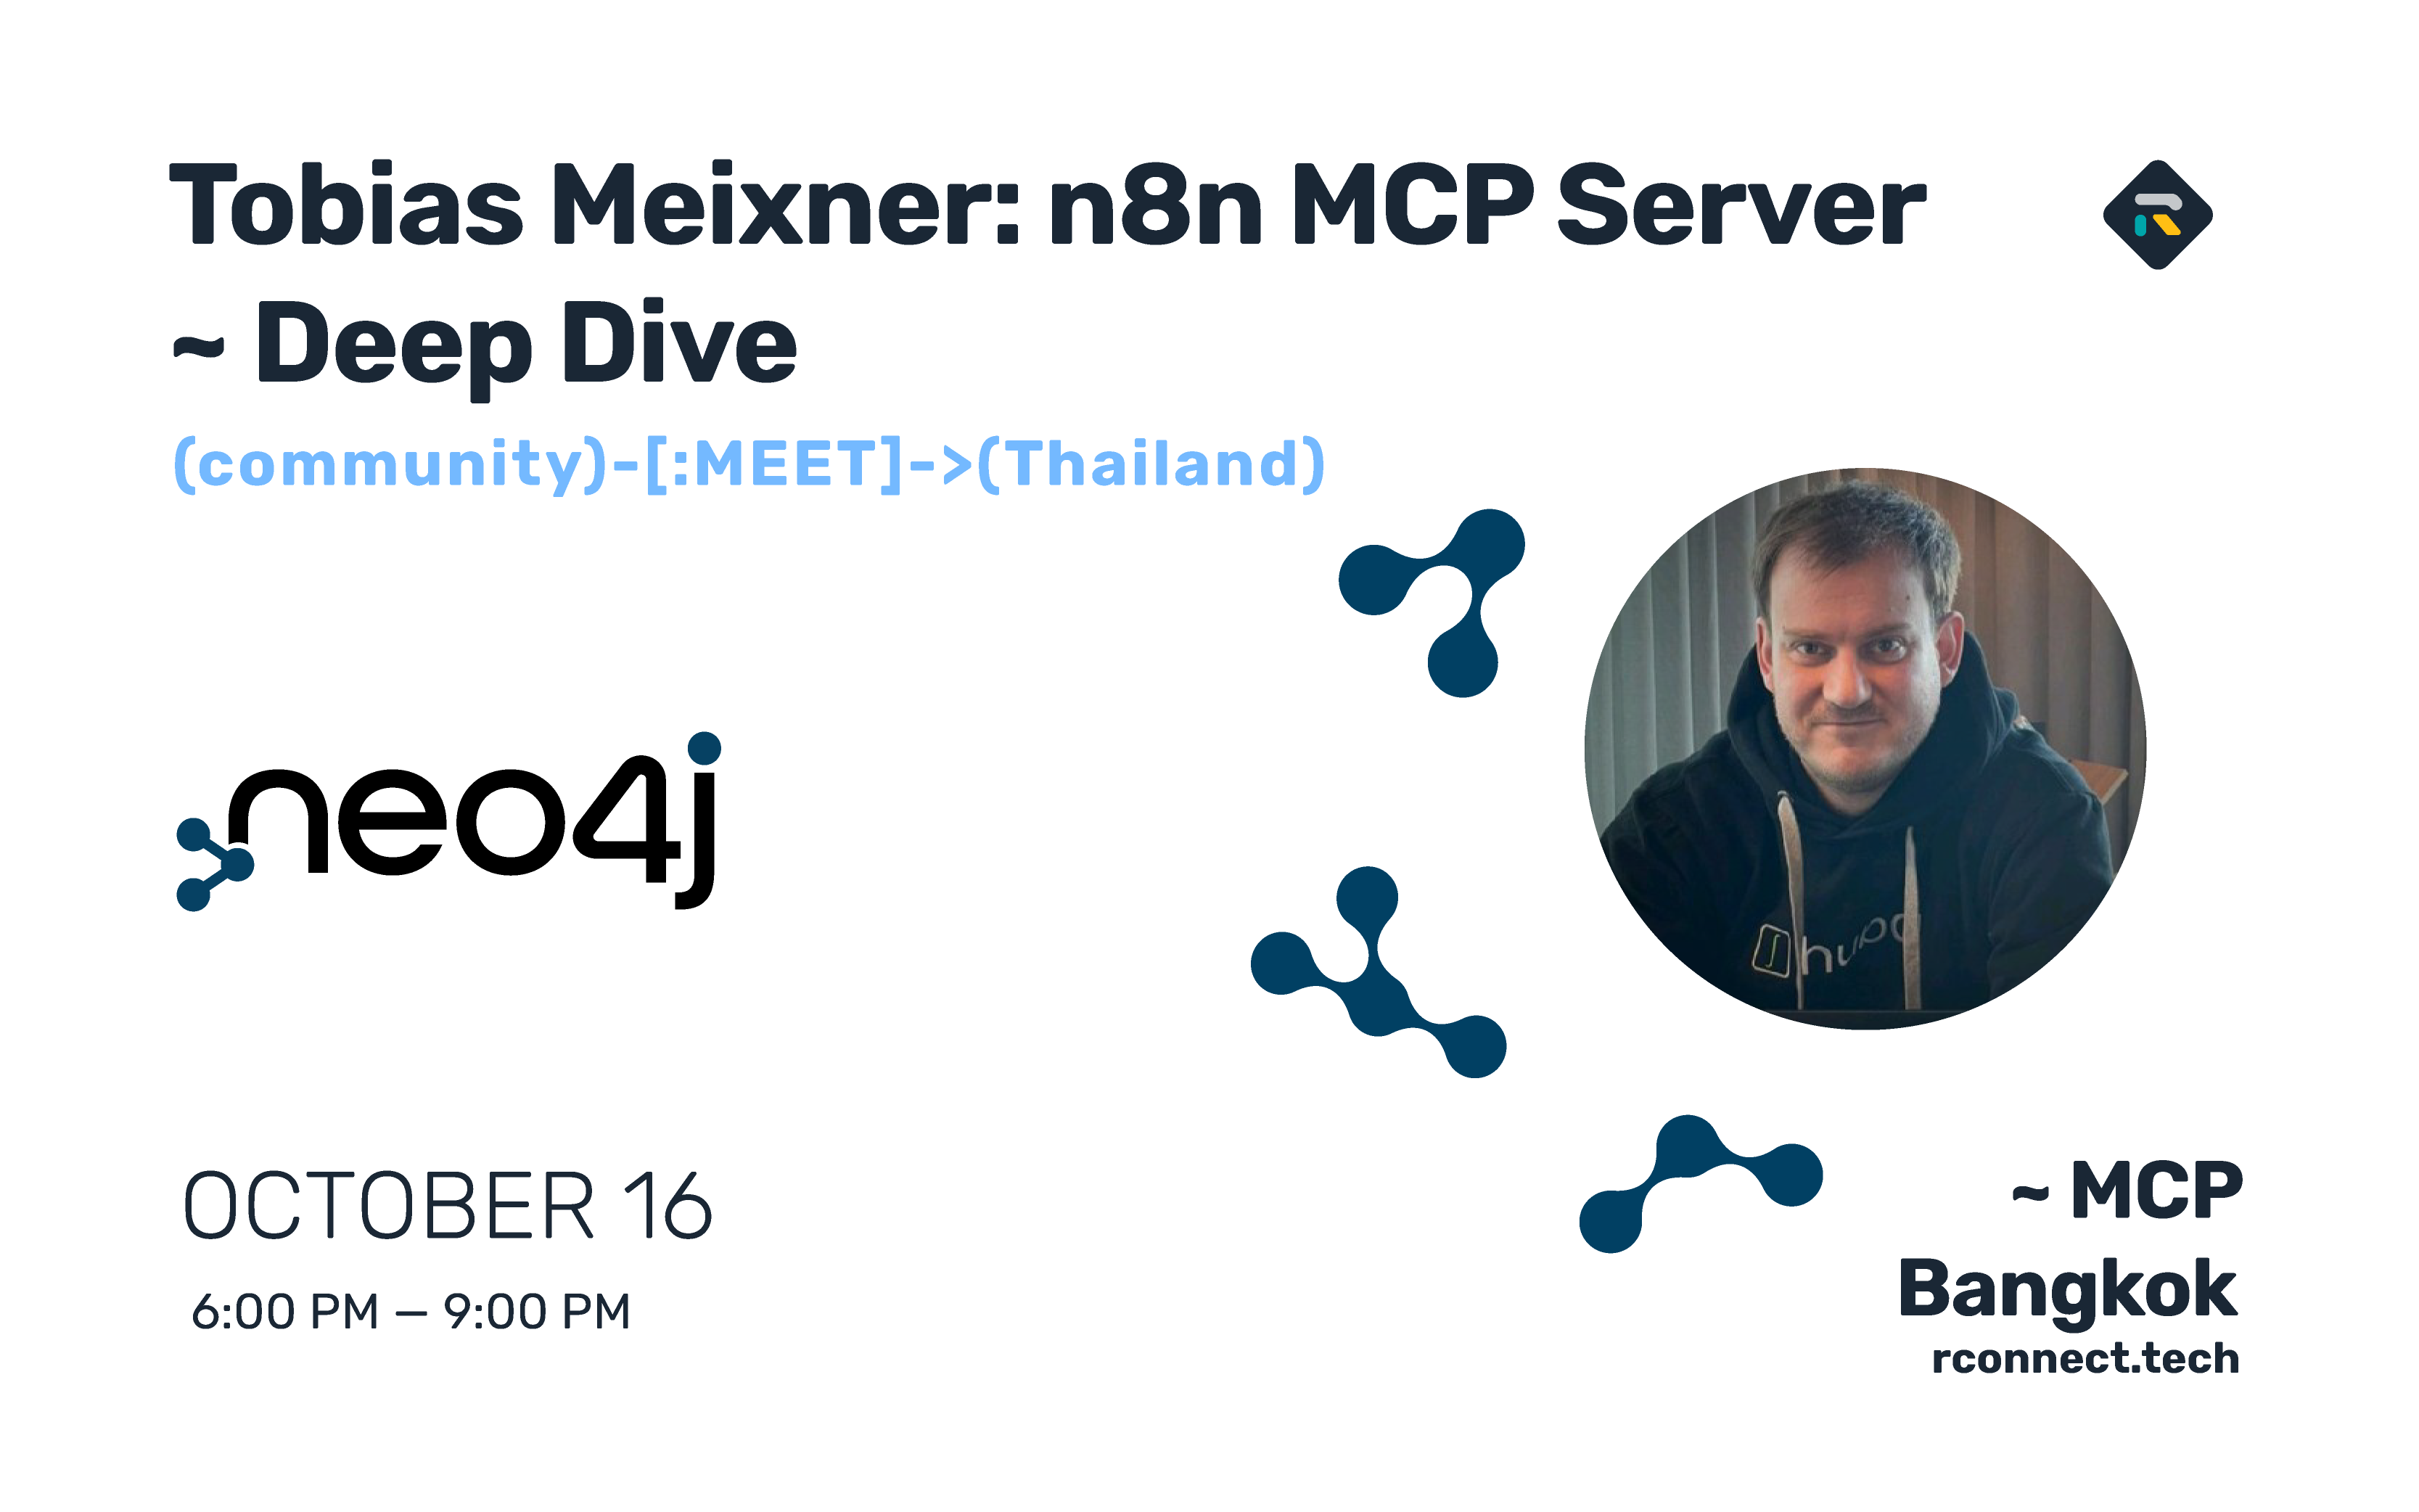 Tobias Meixner: n8n MCP Server
~ Deep Dive
(community)-[:MEET]->(Thailand)
neo4j
OCTOBER 16
6:00 PM — 9:00 PM
~ MCP
Bangkok
rconnect.tech